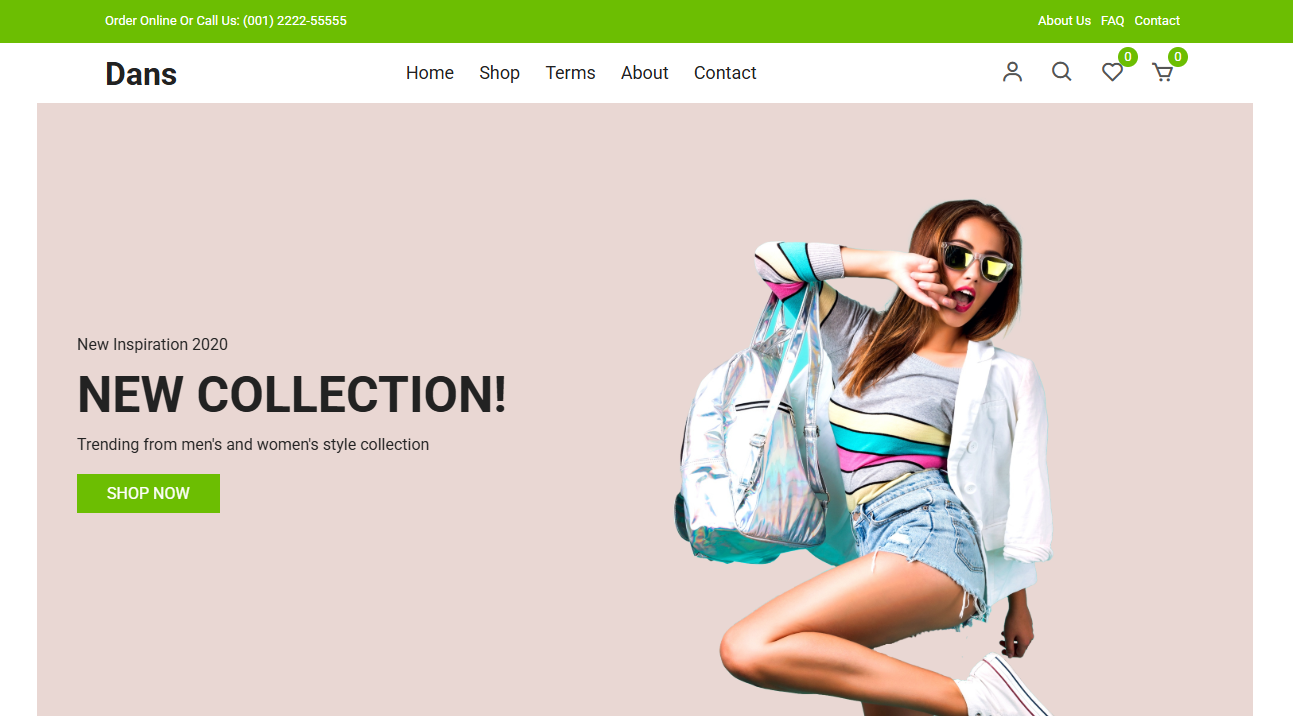 Order Online Or Call Us: (001) 2222-55555
About Us FAQ Contact
Dans
Home Shop Terms About Contact
0 0
New Inspiration 2020
NEW COLLECTION!
Trending from men's and women's style collection
SHOP NOW